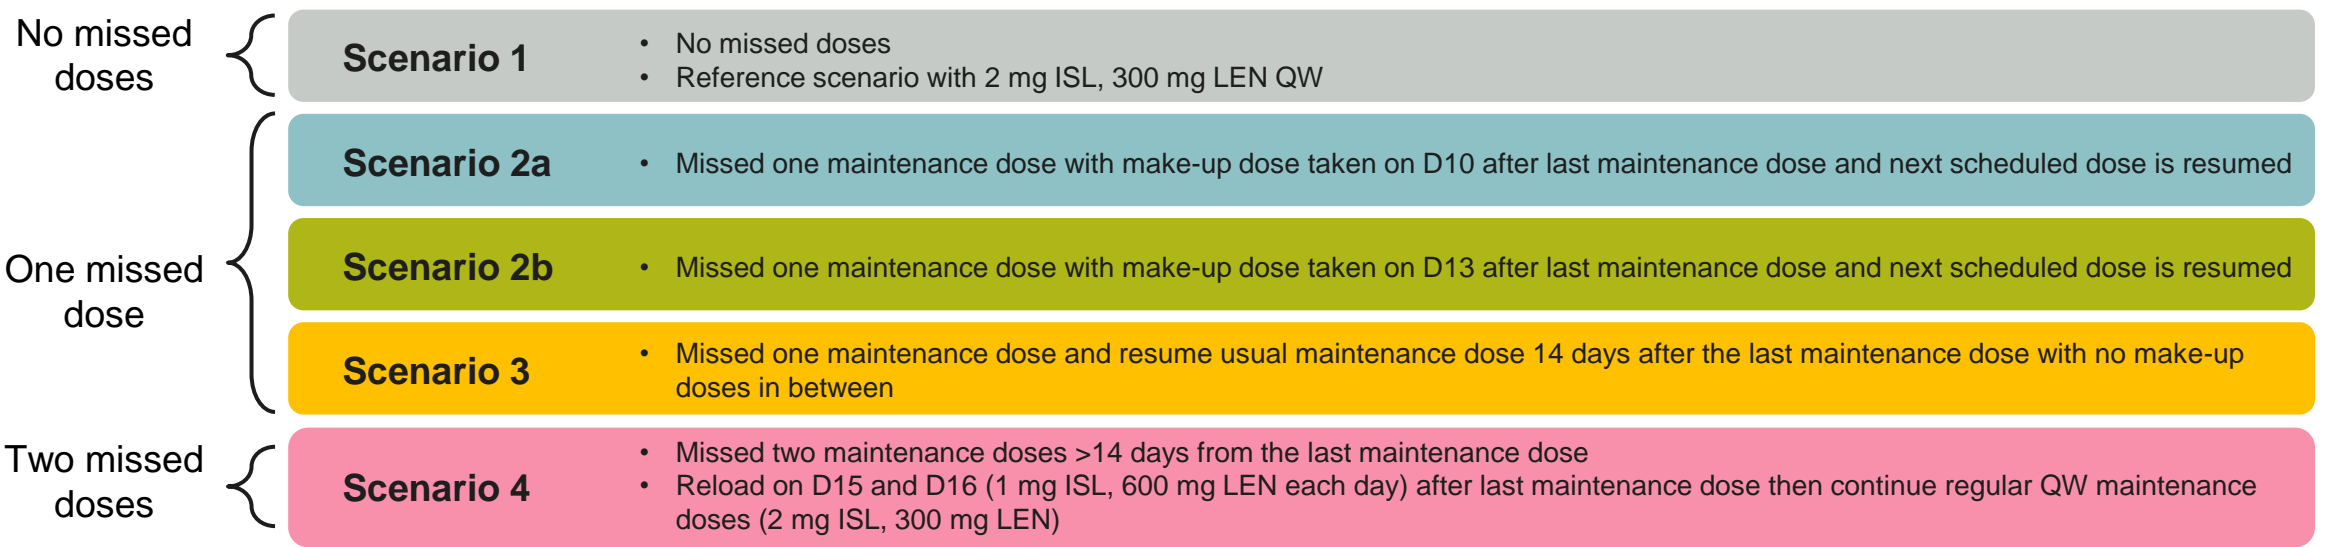 No missed
doses
Scenario 1
• No missed doses
• Reference scenario with 2 mg ISL, 300 mg LEN QW
One missed
dose
Scenario 2a
• Missed one maintenance dose with make-up dose taken on D10 after last maintenance dose and next scheduled dose is resumed
Scenario 2b
• Missed one maintenance dose with make-up dose taken on D13 after last maintenance dose and next scheduled dose is resumed
Scenario 3
• Missed one maintenance dose and resume usual maintenance dose 14 days after the last maintenance dose with no make-up
doses in between
Two missed
doses
Scenario 4
• Missed two maintenance doses >14 days from the last maintenance dose
• Reload on D15 and D16 (1 mg ISL, 600 mg LEN each day) after last maintenance dose then continue regular QW maintenance
doses (2 mg ISL, 300 mg LEN)